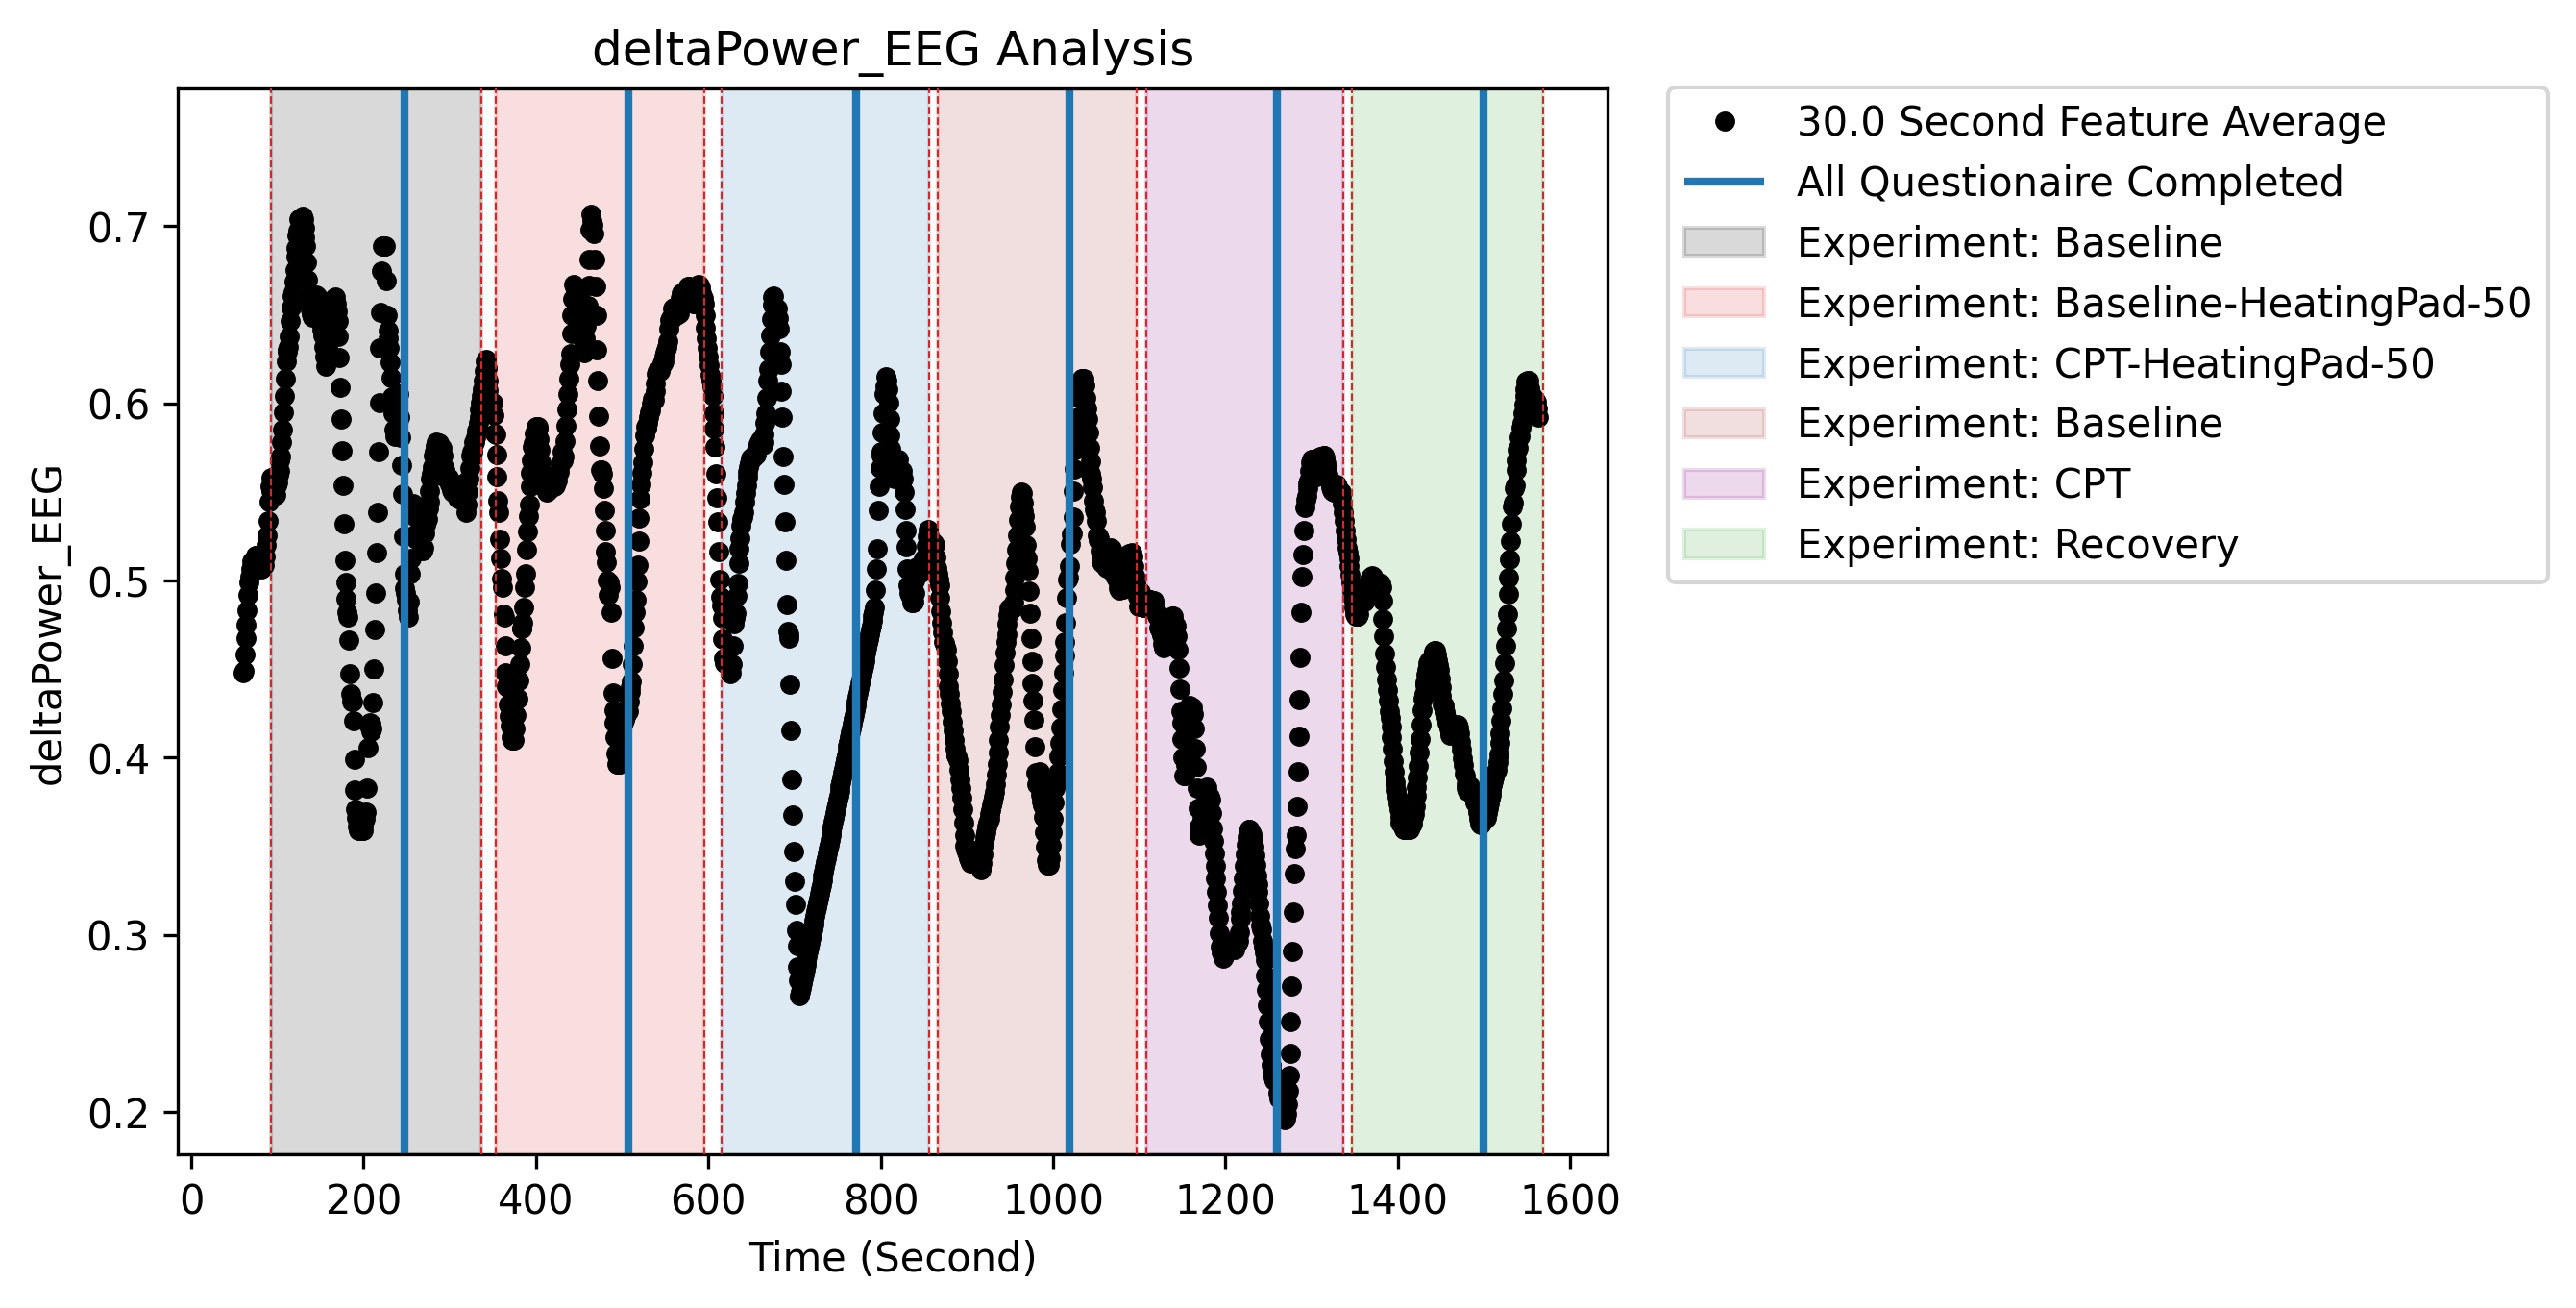 deltaPower_EEG Analysis
deltaPower_EEG
0.7
0.6
0.5
0.4
0.3
0.2
0 200 400 600 800 1000 1200 1400 1600
Time (Second)
30.0 Second Feature Average
All Questionaire Completed
Experiment: Baseline
Experiment: Baseline-HeatingPad-50
Experiment: CPT-HeatingPad-50
Experiment: Baseline
Experiment: CPT
Experiment: Recovery